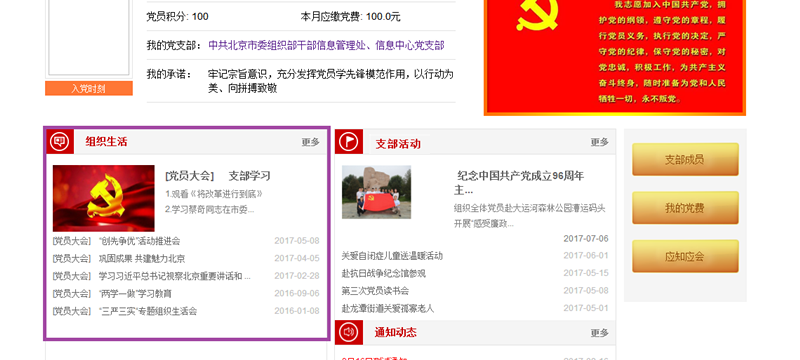 党员积分: 100
本月应缴党费: 100.0元
我的党支部: 中共北京市委组织部干部信息管理处、信息中心党支部
我的承诺: 牢记宗旨意识，充分发挥党员学先锋模范作用，以行动为
美、向拼搏致敬
入党时刻
我志愿加入中国共产党，拥
护党的纲领，遵守党的章程，履
行党员义务，执行党的决定，严
守党的纪律，保守党的秘密，对
党忠诚，积极工作，为共产主义
奋斗终身，随时准备为党和人民
牺牲一切，永不叛党。
组织生活
更多
[党员大会] 支部学习
1.观看《将改革进行到底》
2.学习蔡奇同志在市委...
[党员大会] “创先争优”活动推进会 2017-05-08
[党员大会] 巩固成果 共建魅力北京 2017-04-05
[党员大会] 学习习近平总书记视察北京重要讲话和 ... 2017-02-28
[党员大会] “两学一做”学习教育 2016-09-06
[党员大会] “三严三实”专题组织生活会 2016-01-08
支部活动
更多
纪念中国共产党成立96周年
主...
组织全体党员赴大运河森林公园漕运码头
开展“感受廉政...
2017-07-06
关爱自闭症儿童送温暖活动 2017-06-01
赴抗日战争纪念馆参观 2017-05-15
第三次党员读书会 2017-05-08
赴龙潭街道关爱孤寡老人 2017-05-01
通知动态
更多
支部成员
我的党费
应知应会